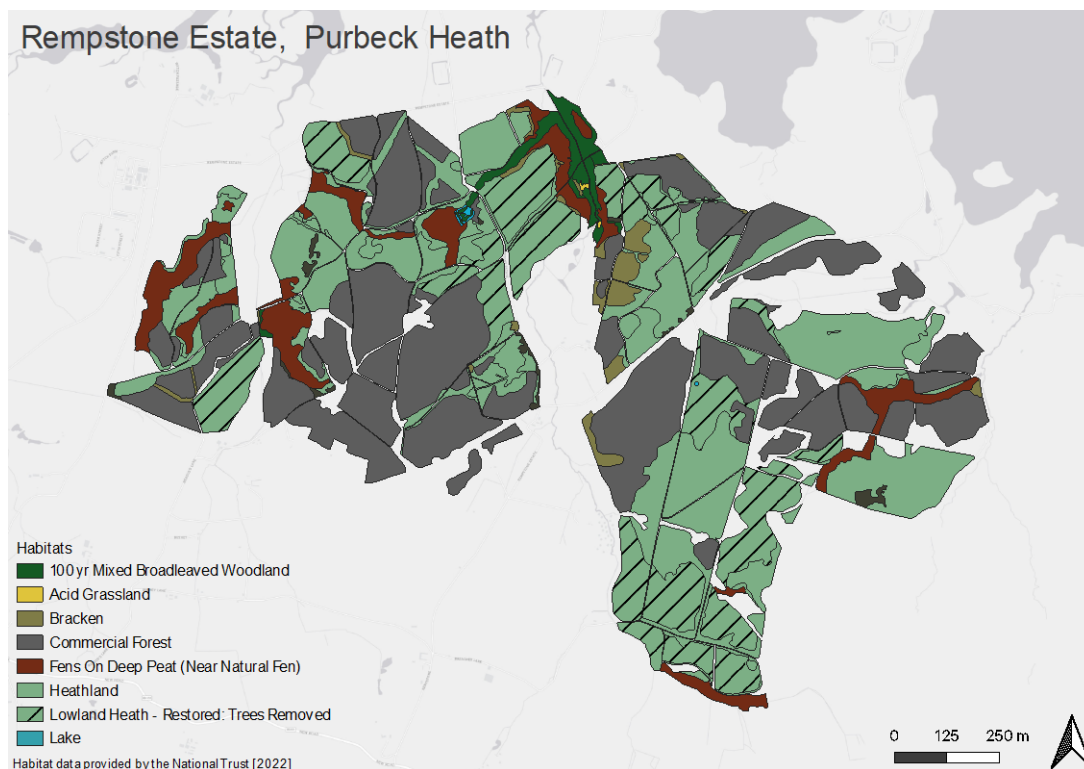 Rempstone Estate, Purbeck Heath
Habitats
100 yr Mixed Broadleaved Woodland
Acid Grassland
Bracken
Commercial Forest
Fens On Deep Peat (Near Natural Fen)
Heathland
Lowland Heath - Restored: Trees Removed
Lake
Habitat data provided by the National Trust [2022]
0 125 250 m